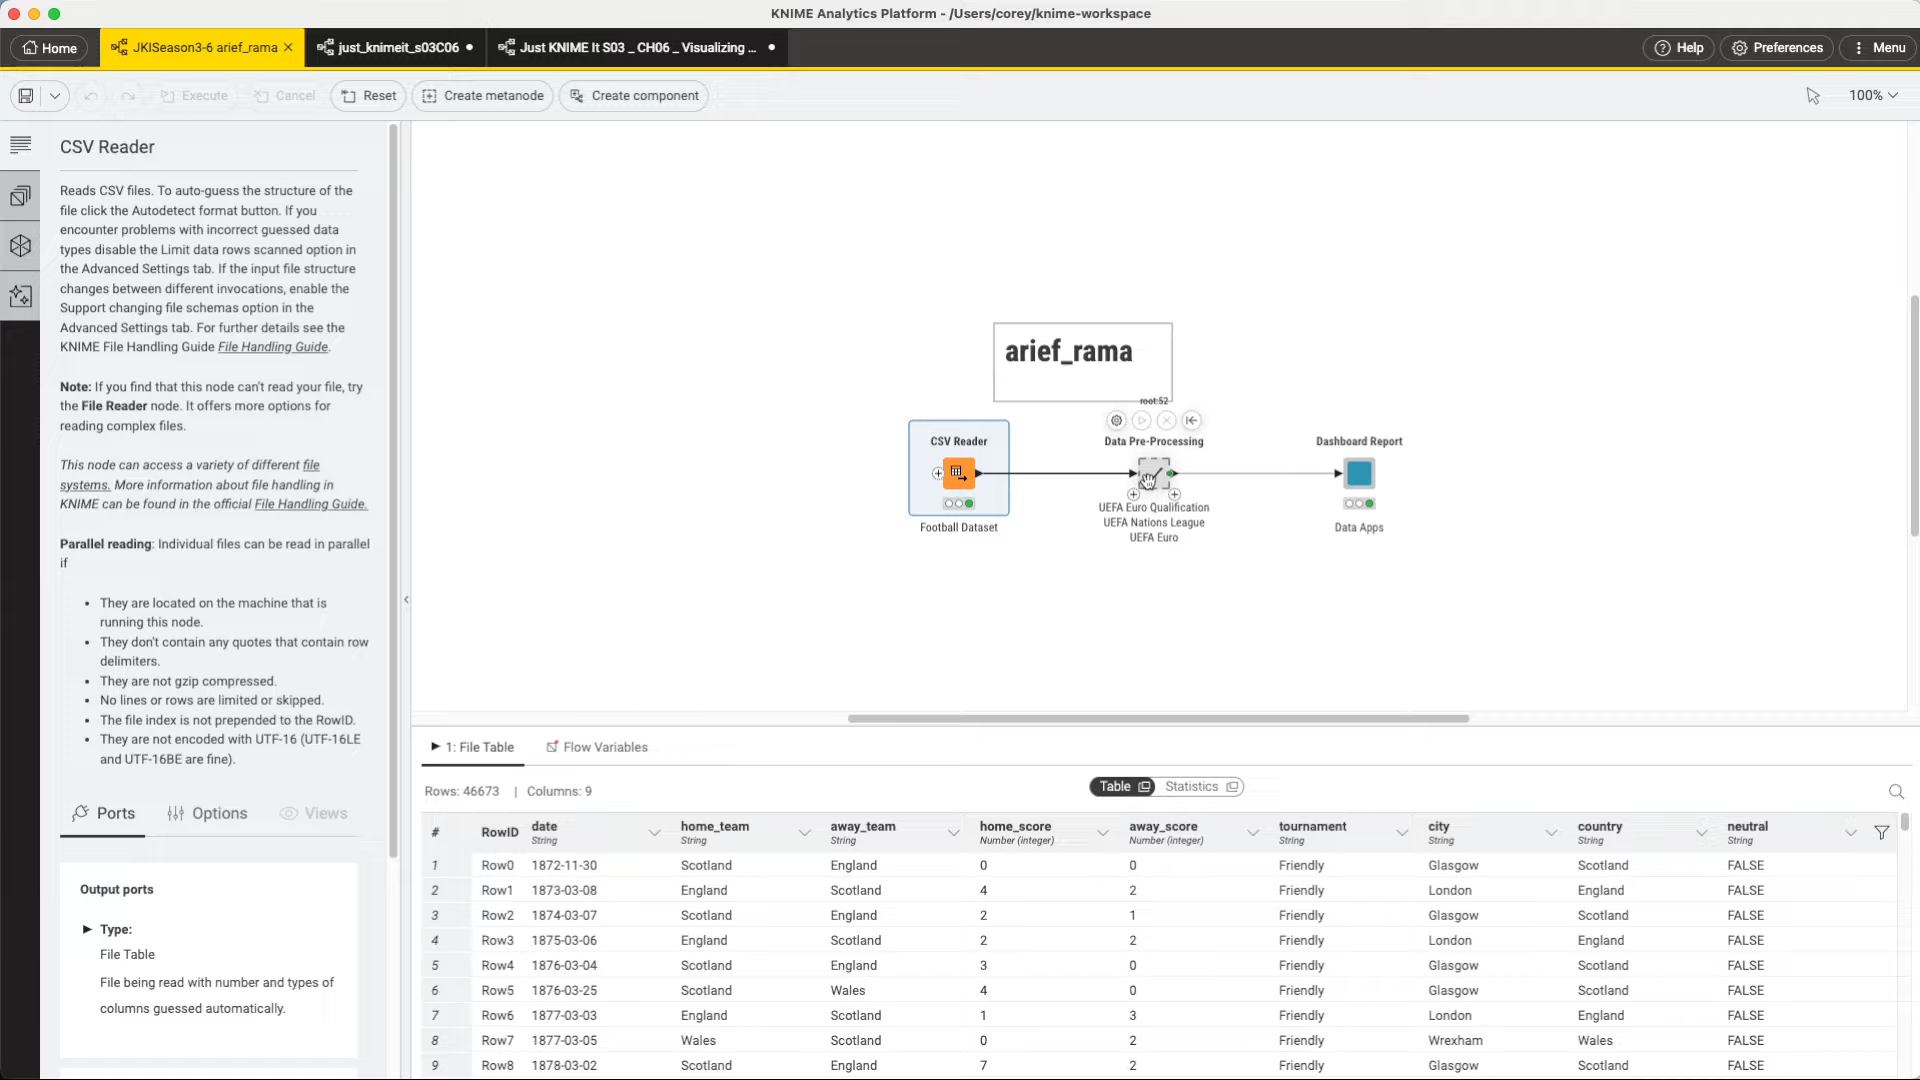 KNIME Analytics Platform - /Users/corey/knime-workspace
Home
JKISeason3-6 arief_rama
just_knimeit_s03C06
Just KNIME It S03 _ CH06 _ Visualizing ...
Help
Preferences
Menu
Execute
Cancel
Reset
Create metanode
Create component
100%
CSV Reader
Reads CSV files. To auto-guess the structure of the
file click the Autodetect format button. If you
encounter problems with incorrect guessed data
types disable the Limit data rows scanned option in
the Advanced Settings tab. If the input file structure
changes between different invocations, enable the
Support changing file schemas option in the
Advanced Settings tab. For further details see the
KNIME File Handling Guide File Handling Guide.
Note: If you find that this node can't read your file, try
the File Reader node. It offers more options for
reading complex files.
This node can access a variety of different file
systems. More information about file handling in
KNIME can be found in the official File Handling Guide.
Parallel reading: Individual files can be read in parallel
if
• They are located on the machine that is
running this node.
• They don't contain any quotes that contain row
delimiters.
• They are not gzip compressed.
• No lines or rows are limited or skipped.
• The file index is not prepended to the RowID.
• They are not encoded with UTF-16 (UTF-16LE
and UTF-16BE are fine).
Ports
Options
Views
Output ports
Type:
File Table
File being read with number and types of
columns guessed automatically.
arief_rama
root:52
CSV Reader
Football Dataset
Data Pre-Processing
UEFA Euro Qualification
UEFA Nations League
UEFA Euro
Dashboard Report
Data Apps
1: File Table
Flow Variables
Rows: 46673 | Columns: 9
Table
Statistics
# RowID date home_team away_team home_score away_score tournament city country neutral
String String String Number (integer) Number (integer) String String String String
1 Row0 1872-11-30 Scotland England 0 0 Friendly Glasgow Scotland FALSE
2 Row1 1873-03-08 England Scotland 4 2 Friendly London England FALSE
3 Row2 1874-03-07 Scotland England 2 1 Friendly Glasgow Scotland FALSE
4 Row3 1875-03-06 England Scotland 2 2 Friendly London England FALSE
5 Row4 1876-03-04 Scotland England 3 0 Friendly Glasgow Scotland FALSE
6 Row5 1876-03-25 Scotland Wales 4 0 Friendly Glasgow Scotland FALSE
7 Row6 1877-03-03 England Scotland 1 3 Friendly London England FALSE
8 Row7 1877-03-05 Wales Scotland 0 2 Friendly Wrexham Wales FALSE
9 Row8 1878-03-02 Scotland England 7 2 Friendly Glasgow Scotland FALSE